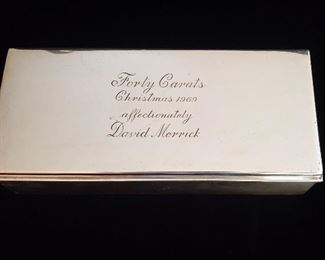 Forty Carats
Christmas 1969
affectionately
David Merrick